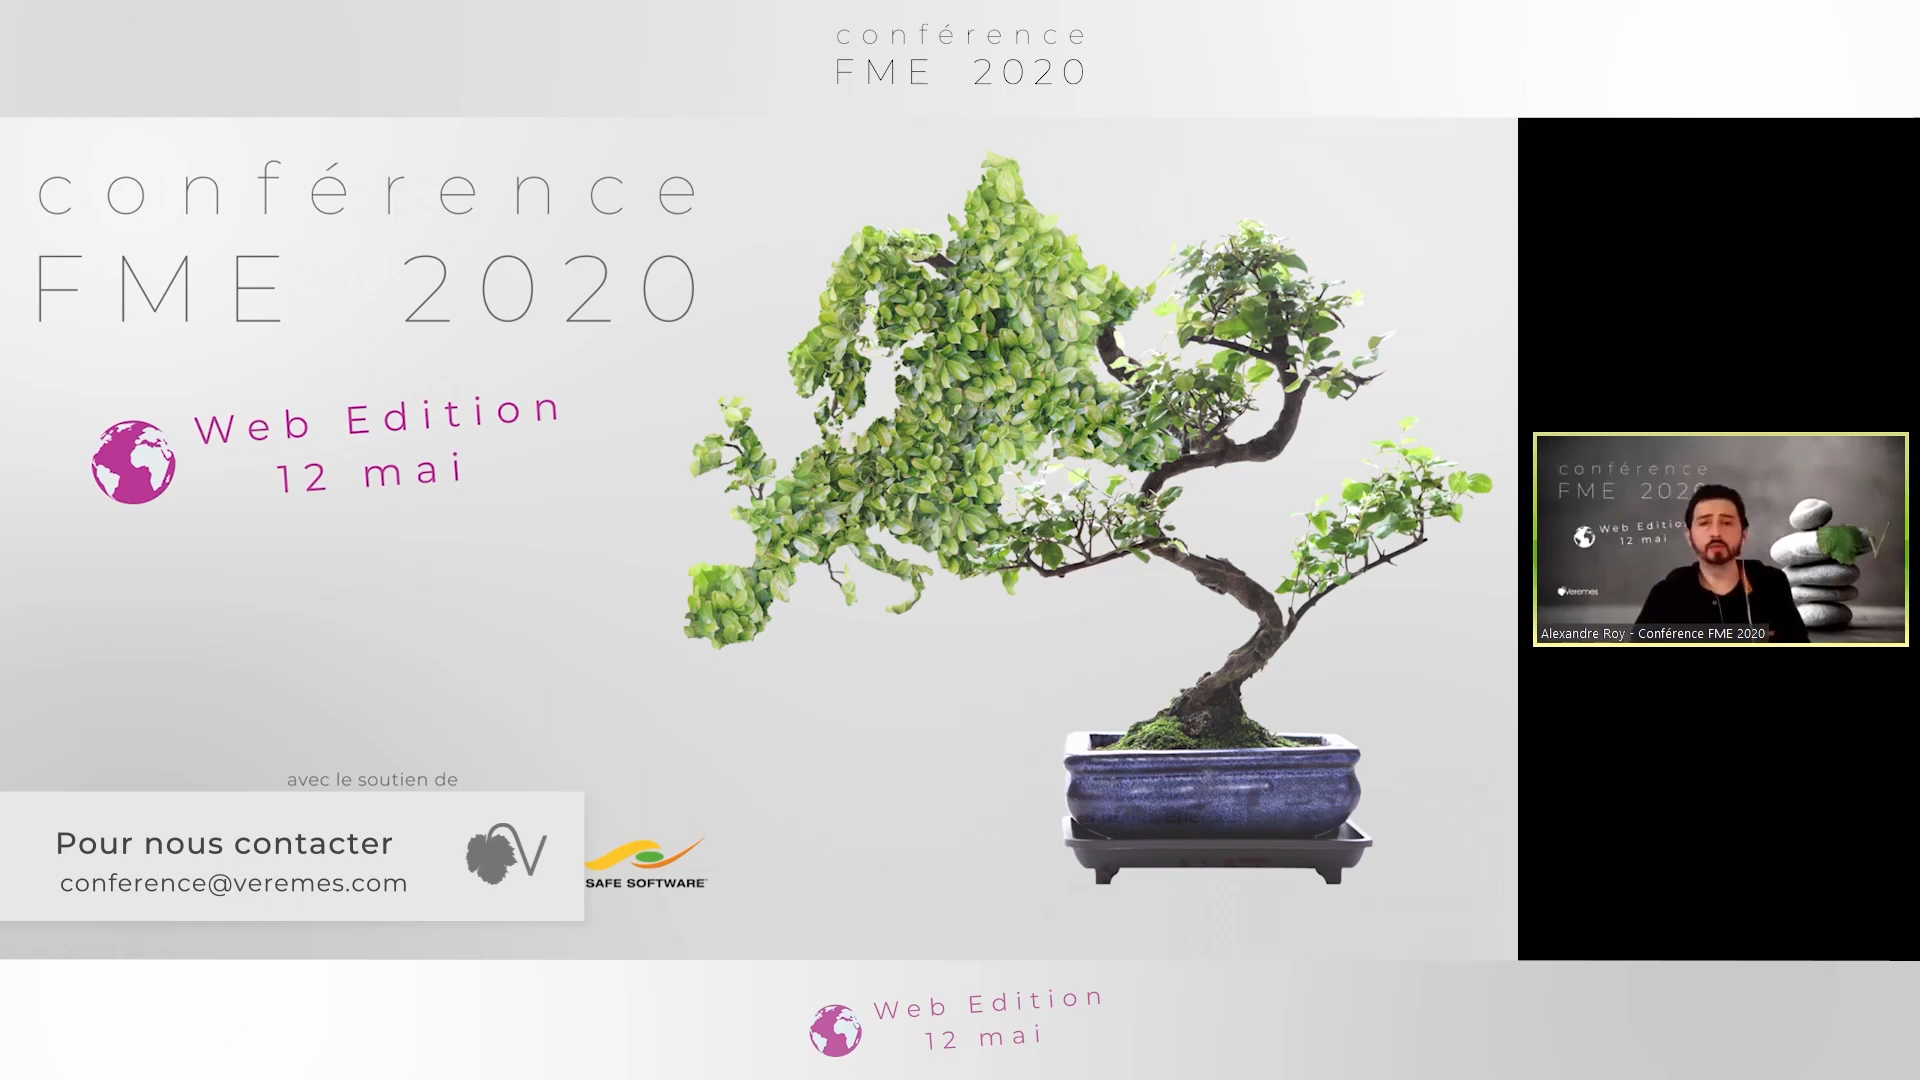 conférence
FME 2020
conférence
FME 2020
Web Edition
12 mai
avec le soutien de
Pour nous contacter
conference@veremes.com
SAFE SOFTWARE
conférence
FME 202
Web Editio
12 mai
Veremes
Alexandre Roy - Conférence FME 2020
Web Edition
12 mai